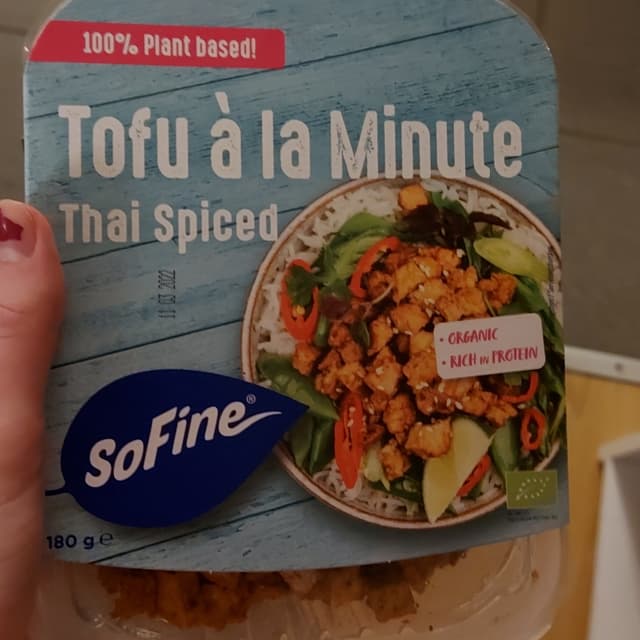 100% Plant based!
Tofu à la Minute
Thai Spiced
11 03 2022
• ORGANIC
• RICH IN PROTEIN
SoFine®
180 g ℮